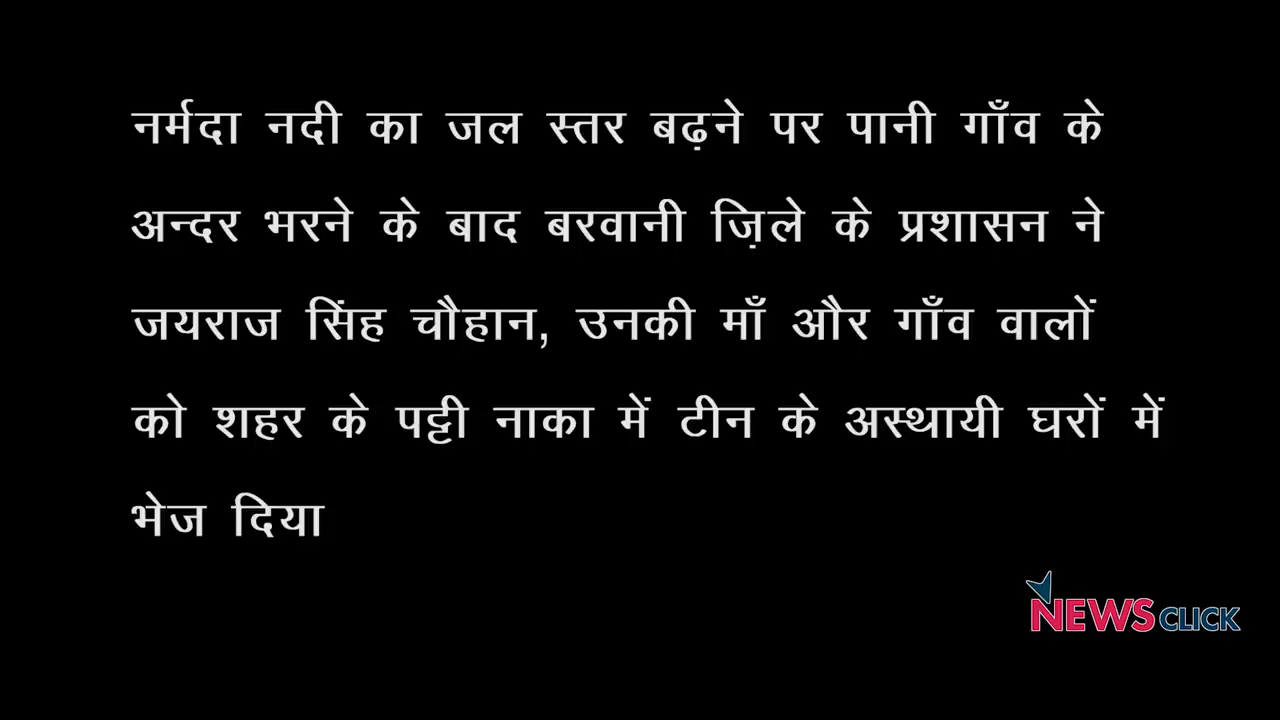 नर्मदा नदी का जल स्तर बढ़ने पर पानी गाँव के
अन्दर भरने के बाद बरवानी ज़िले के प्रशासन ने
जयराज सिंह चौहान, उनकी माँ और गाँव वालों
को शहर के पट्टी नाका में टीन के अस्थायी घरों में
भेज दिया
NEWSCLICK